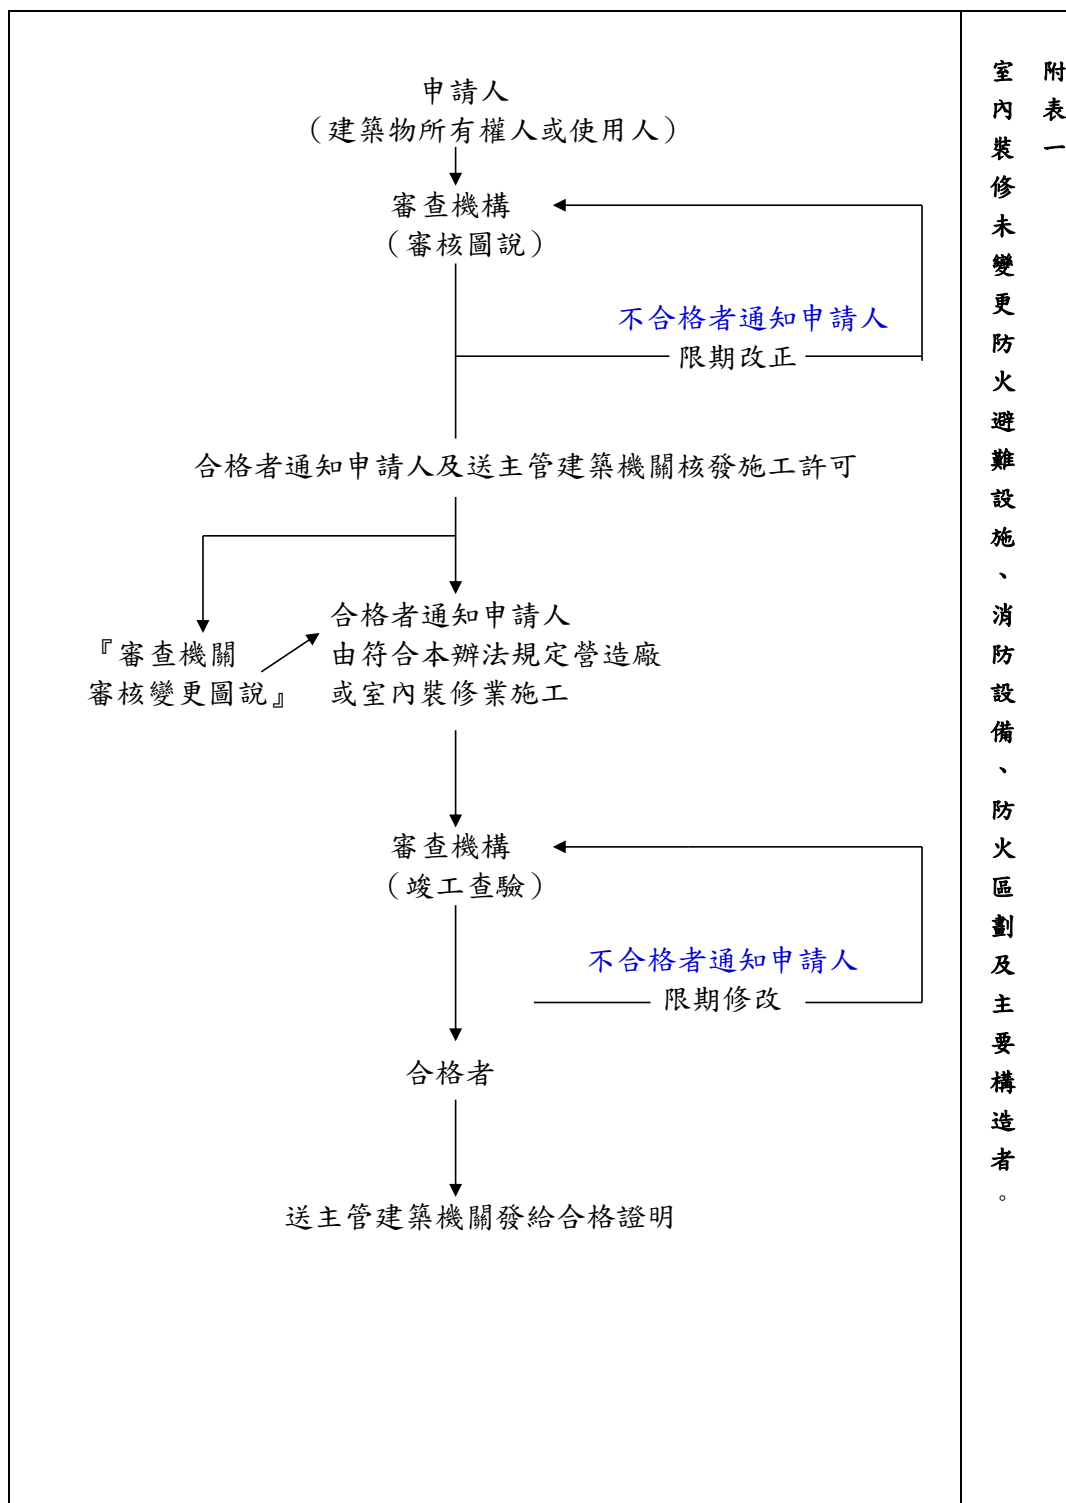 附表一
室內裝修未變更防火避難設施、消防設備、防火區劃及主要構造者。
申請人
（建築物所有權人或使用人）
審查機構
（審核圖說）
不合格者通知申請人
限期改正
合格者通知申請人及送主管建築機關核發施工許可
『審查機關
審核變更圖說』
合格者通知申請人
由符合本辦法規定營造廠
或室內裝修業施工
審查機構
（竣工查驗）
不合格者通知申請人
限期修改
合格者
送主管建築機關發給合格證明